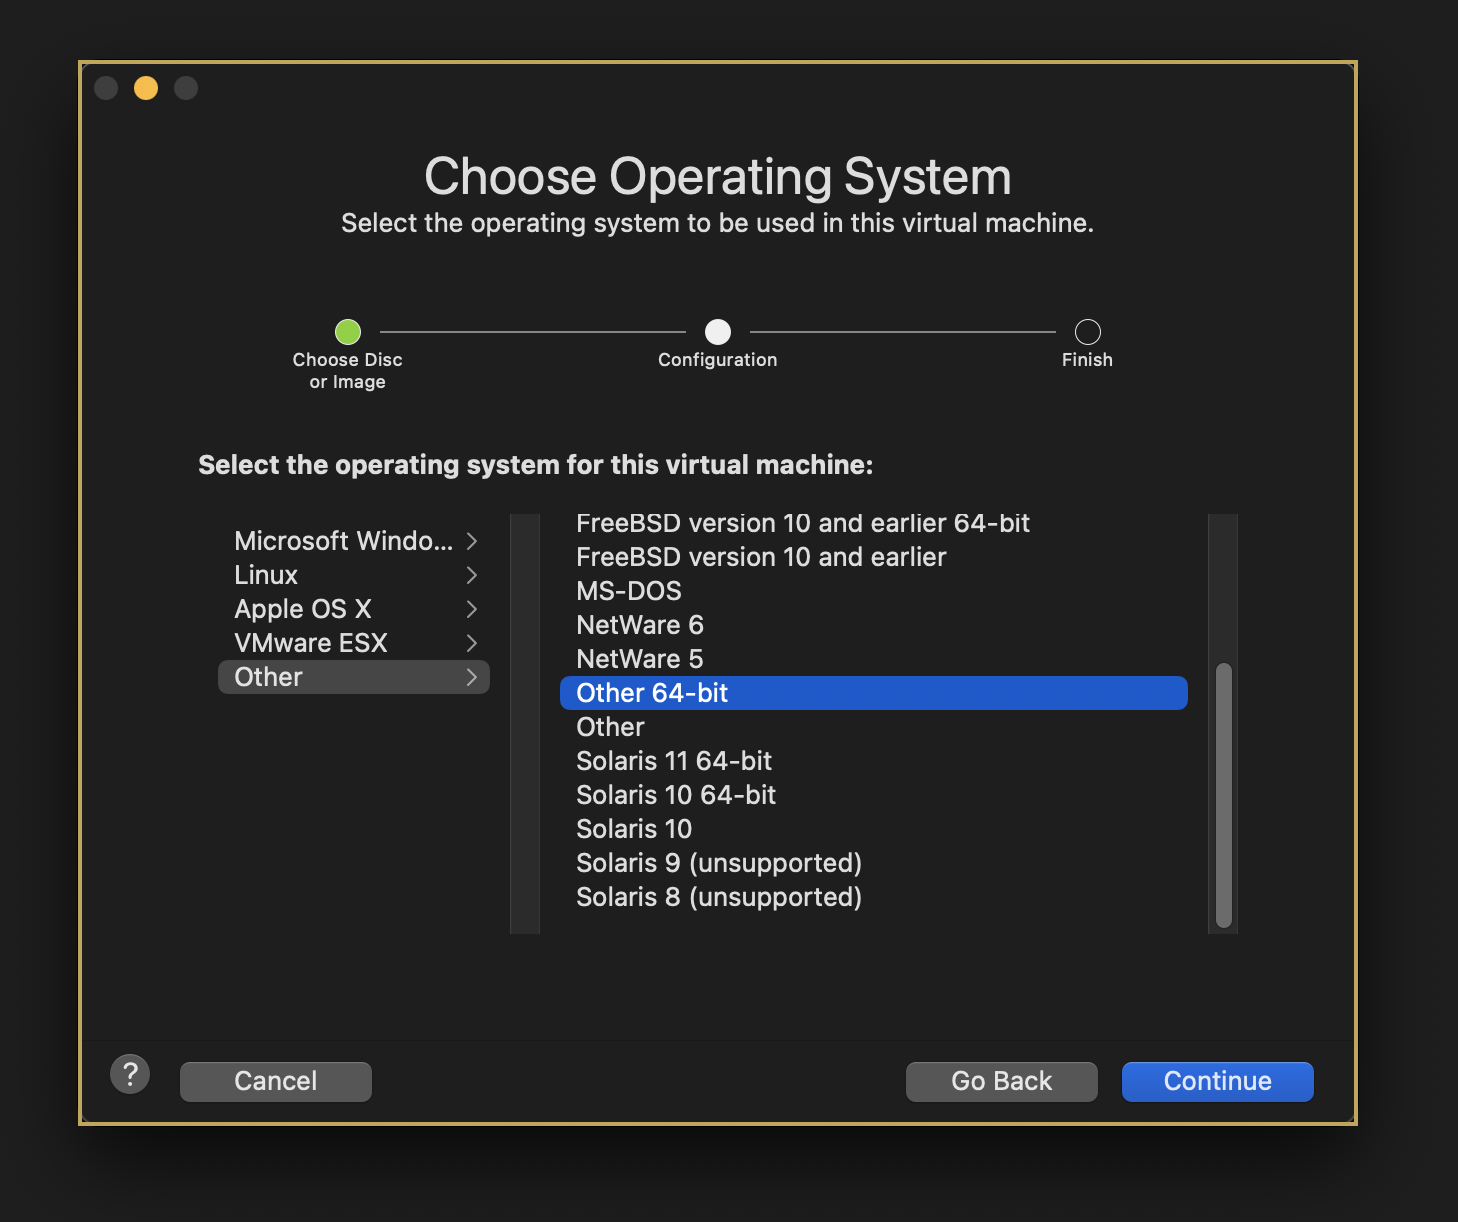 Choose Operating System
Select the operating system to be used in this virtual machine.
Choose Disc
or Image
Configuration
Finish
Select the operating system for this virtual machine:
Microsoft Windo...
Linux
Apple OS X
VMware ESX
Other
FreeBSD version 10 and earlier 64-bit
FreeBSD version 10 and earlier
MS-DOS
NetWare 6
NetWare 5
Other 64-bit
Other
Solaris 11 64-bit
Solaris 10 64-bit
Solaris 10
Solaris 9 (unsupported)
Solaris 8 (unsupported)
?
Cancel
Go Back
Continue